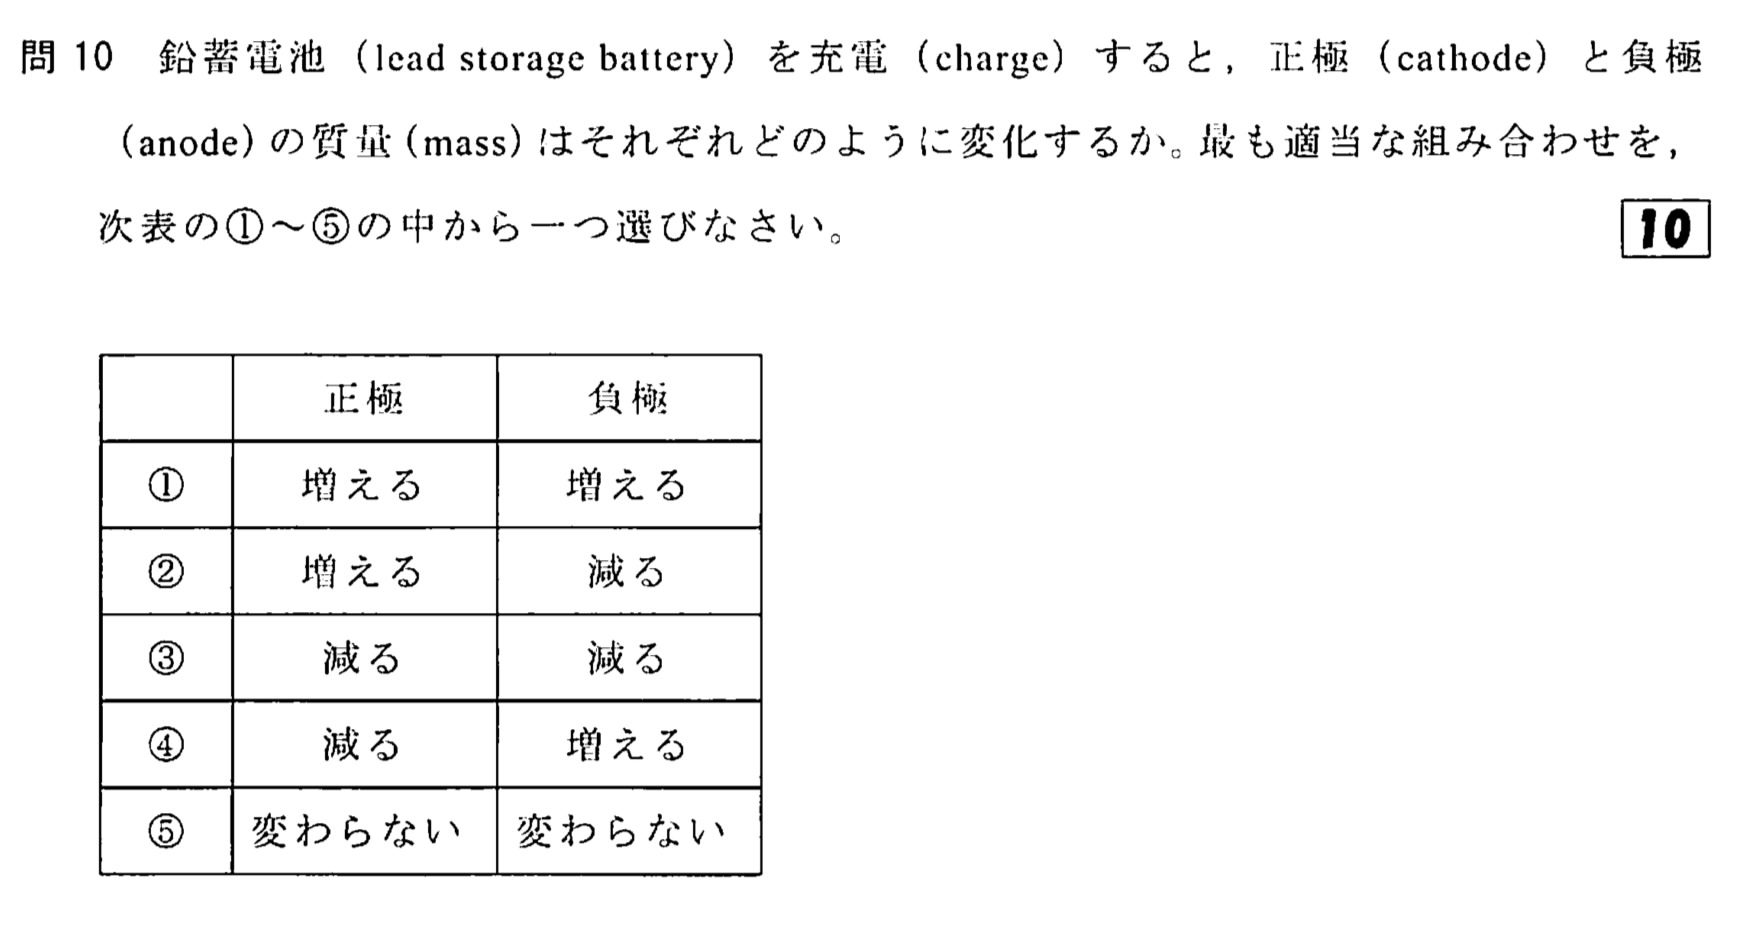 問 10　鉛蓄電池（lead storage battery）を充電（charge）すると，正極（cathode）と負極
（anode）の質量（mass）はそれぞれどのように変化するか。最も適当な組み合わせを，
次表の①～⑤の中から一つ選びなさい。 10
正極 負極
① 増える 増える
② 増える 減る
③ 減る 減る
④ 減る 増える
⑤ 変わらない 変わらない